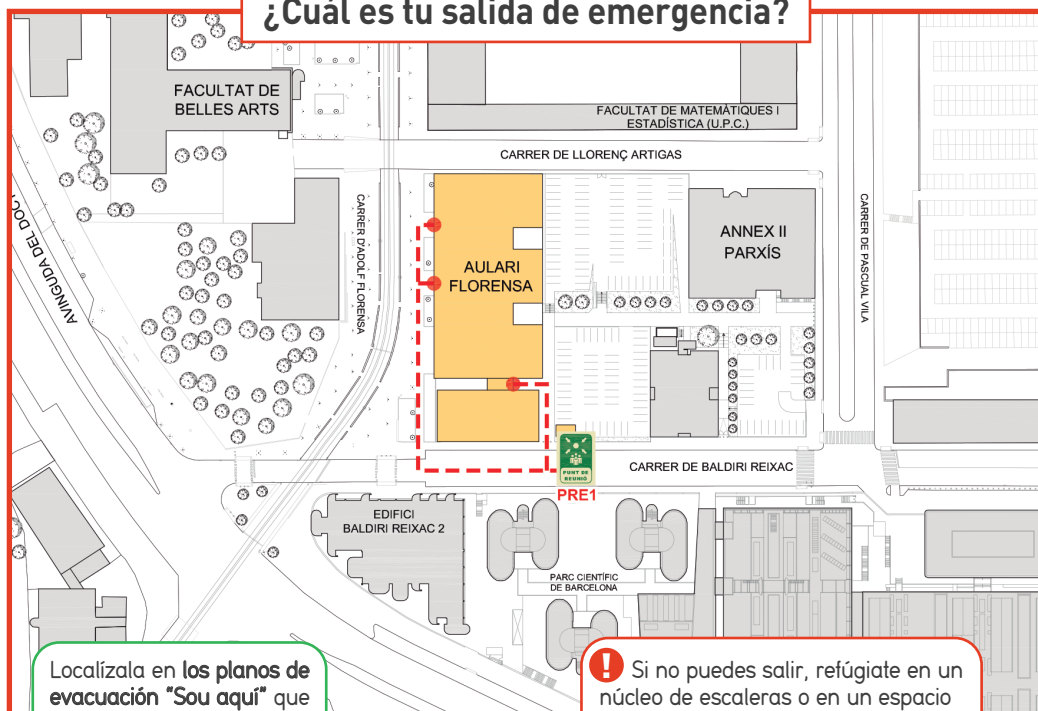 ¿Cuál es tu salida de emergencia?
FACULTAT DE
BELLES ARTS
FACULTAT DE MATEMÀTIQUES I
ESTADÍSTICA (U.P.C.)
CARRER DE LLORENÇ ARTIGAS
AVINGUDA DEL DOCT
CARRER D'ADOLF FLORENSA
AULARI
FLORENSA
ANNEX II
PARXÍS
CARRER DE PASCUAL VILA
PUNT DE
REUNIÓ
PRE1
CARRER DE BALDIRI REIXAC
EDIFICI
BALDIRI REIXAC 2
PARC CIENTÍFIC
DE BARCELONA
Localízala en los planos de
evacuación "Sou aquí" que
! Si no puedes salir, refúgiate en un
núcleo de escaleras o en un espacio